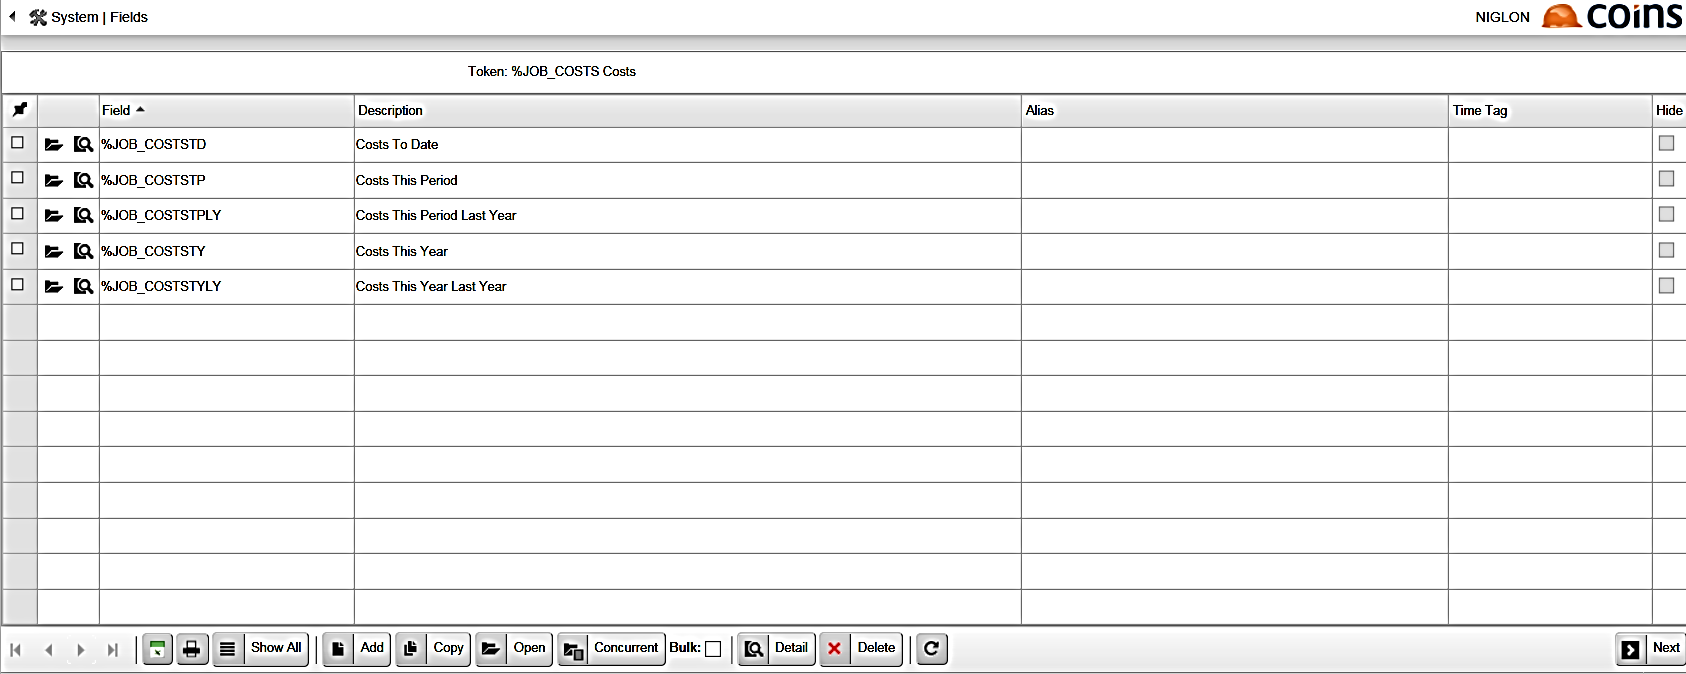 System | Fields
NIGLON coins
Token: %JOB_COSTS Costs
Field Description Alias Time Tag Hide
%JOB_COSTSTD Costs To Date
%JOB_COSTSTP Costs This Period
%JOB_COSTSTPLY Costs This Period Last Year
%JOB_COSTSTY Costs This Year
%JOB_COSTSTYLY Costs This Year Last Year
Show All Add Copy Open Concurrent Bulk: Detail Delete Next